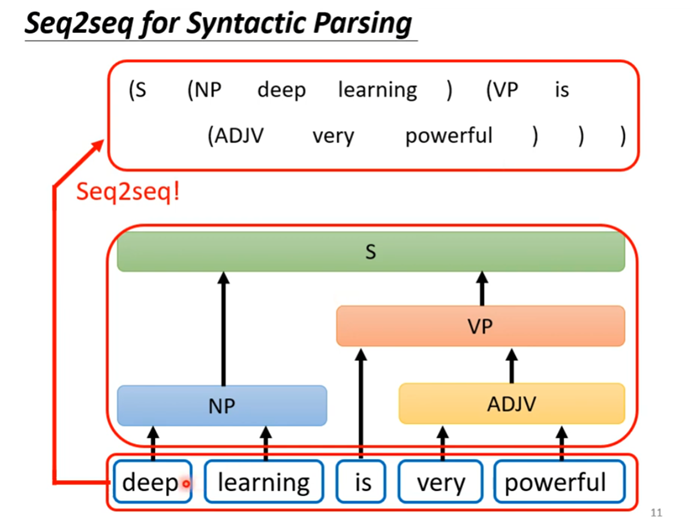 Seq2seq for Syntactic Parsing
(S (NP deep learning ) (VP is
(ADJV very powerful ) ) )
Seq2seq!
S
VP
NP ADJV
deep learning is very powerful
11